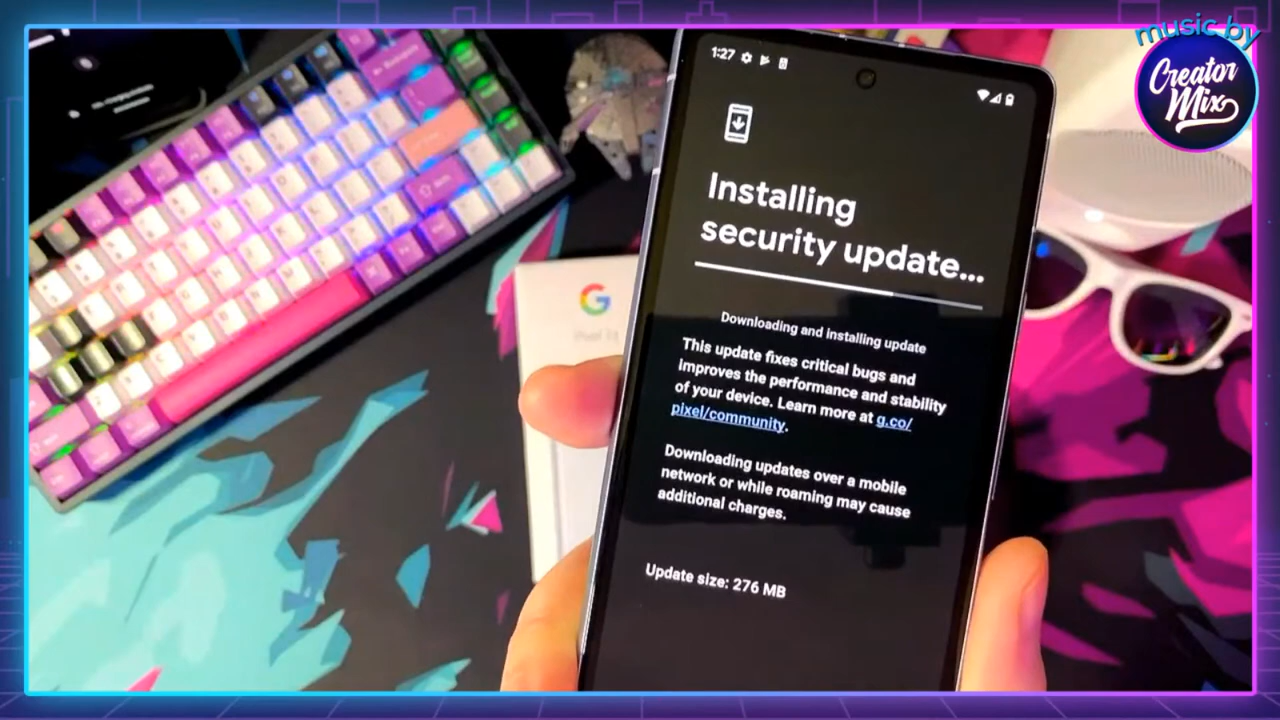 music by
Creator
Mix
1:27
Installing
security update...
Downloading and installing update
This update fixes critical bugs and
improves the performance and stability
of your device. Learn more at g.co/
pixel/community.
Downloading updates over a mobile
network or while roaming may cause
additional charges.
Update size: 276 MB
G